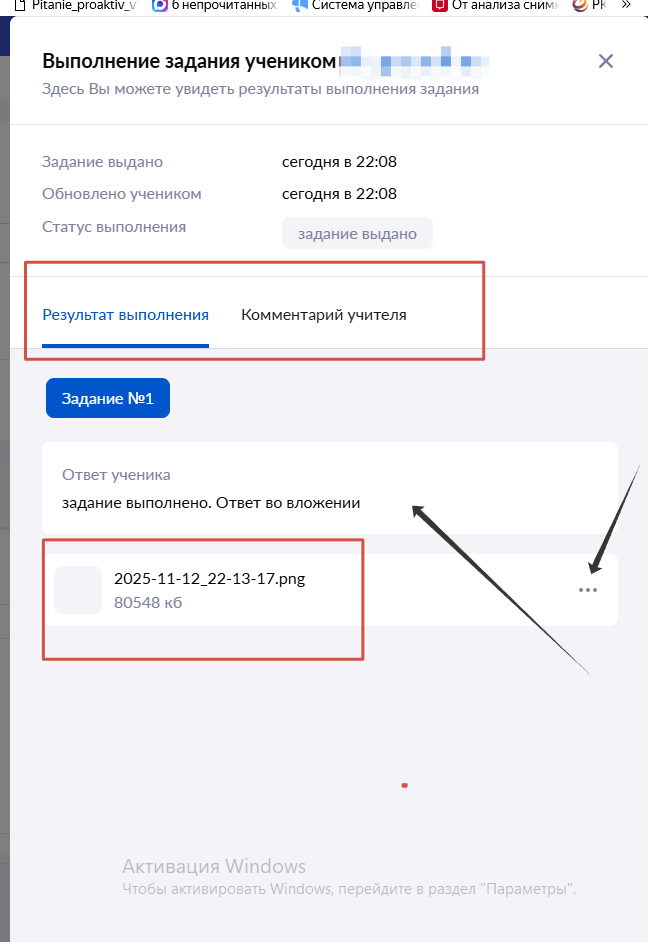 Pitanie_proaktiv_v
6 непрочитанных
Система управле
От анализа сним
РК
»
Выполнение задания учеником
Здесь Вы можете увидеть результаты выполнения задания
Задание выдано
сегодня в 22:08
Обновлено учеником
сегодня в 22:08
Статус выполнения
задание выдано
Результат выполнения
Комментарий учителя
Задание №1
Ответ ученика
задание выполнено. Ответ во вложении
2025-11-12_22-13-17.png
80548 кб
Активация Windows
Чтобы активировать Windows, перейдите в раздел "Параметры".